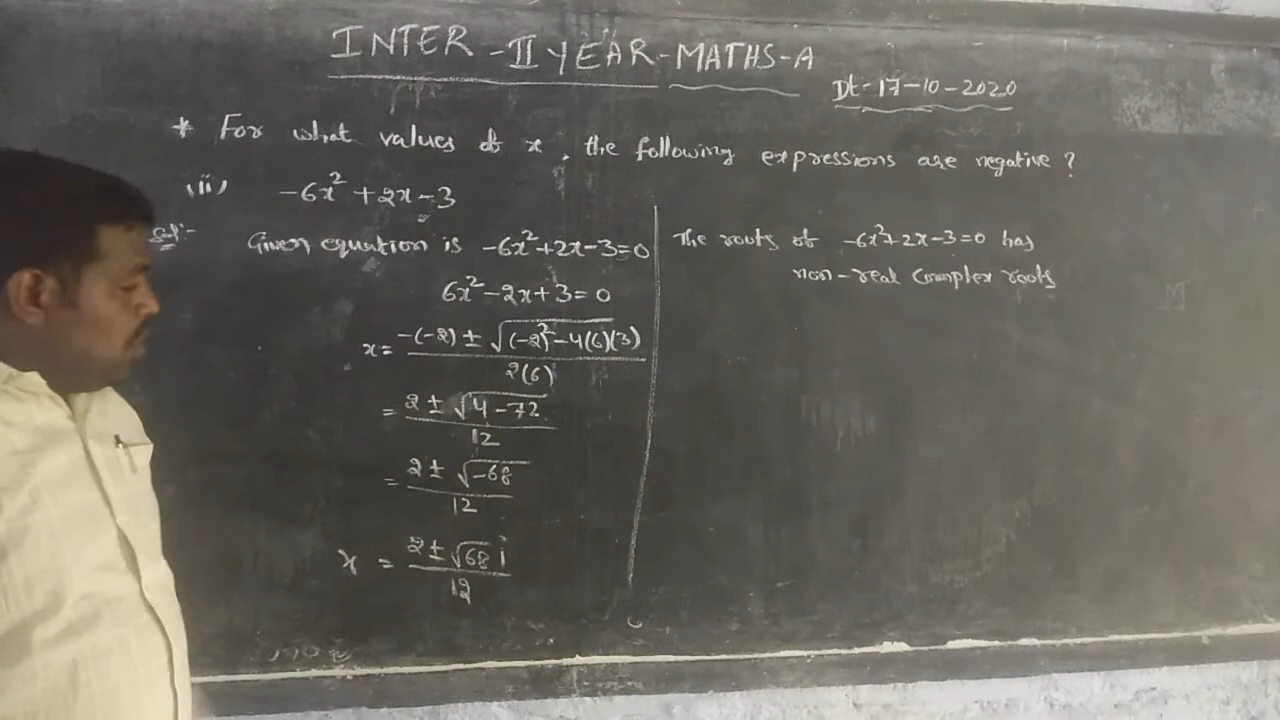 INTER - II YEAR - MATHS - A
Dt - 17-10-2020
* For what values of x, the following expressions are negative?
(ii) -6x² + 2x - 3
Sol:- Given equation is -6x²+2x-3=0
6x²-2x+3=0
x = -(-2) ± √(-2)²-4(6)(3) / 2(6)
= 2 ± √4-72 / 12
= 2 ± √-68 / 12
x = 2 ± √68 i / 12
The roots of -6x²+2x-3=0 has
non-real complex roots